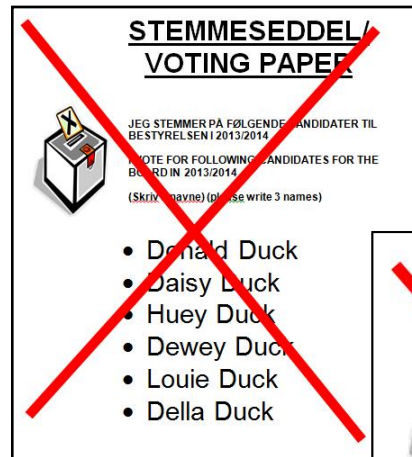 STEMMESEDDEL/
VOTING PAPER
JEG STEMMER PÅ FØLGENDE KANDIDATER TIL
BESTYRELSEN I 2013/2014
I VOTE FOR FOLLOWING CANDIDATES FOR THE
BOARD IN 2013/2014
(Skriv navne) (please write 3 names)
• Donald Duck
• Daisy Duck
• Huey Duck
• Dewey Duck
• Louie Duck
• Della Duck